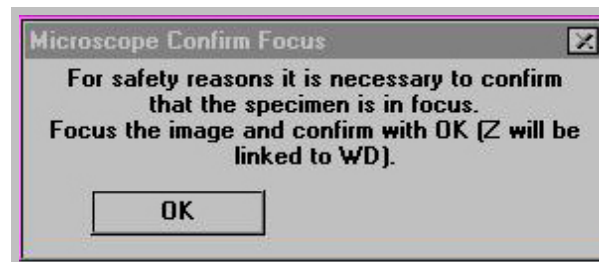 Microscope Confirm Focus
For safety reasons it is necessary to confirm
that the specimen is in focus.
Focus the image and confirm with OK (Z will be
linked to WD).
OK